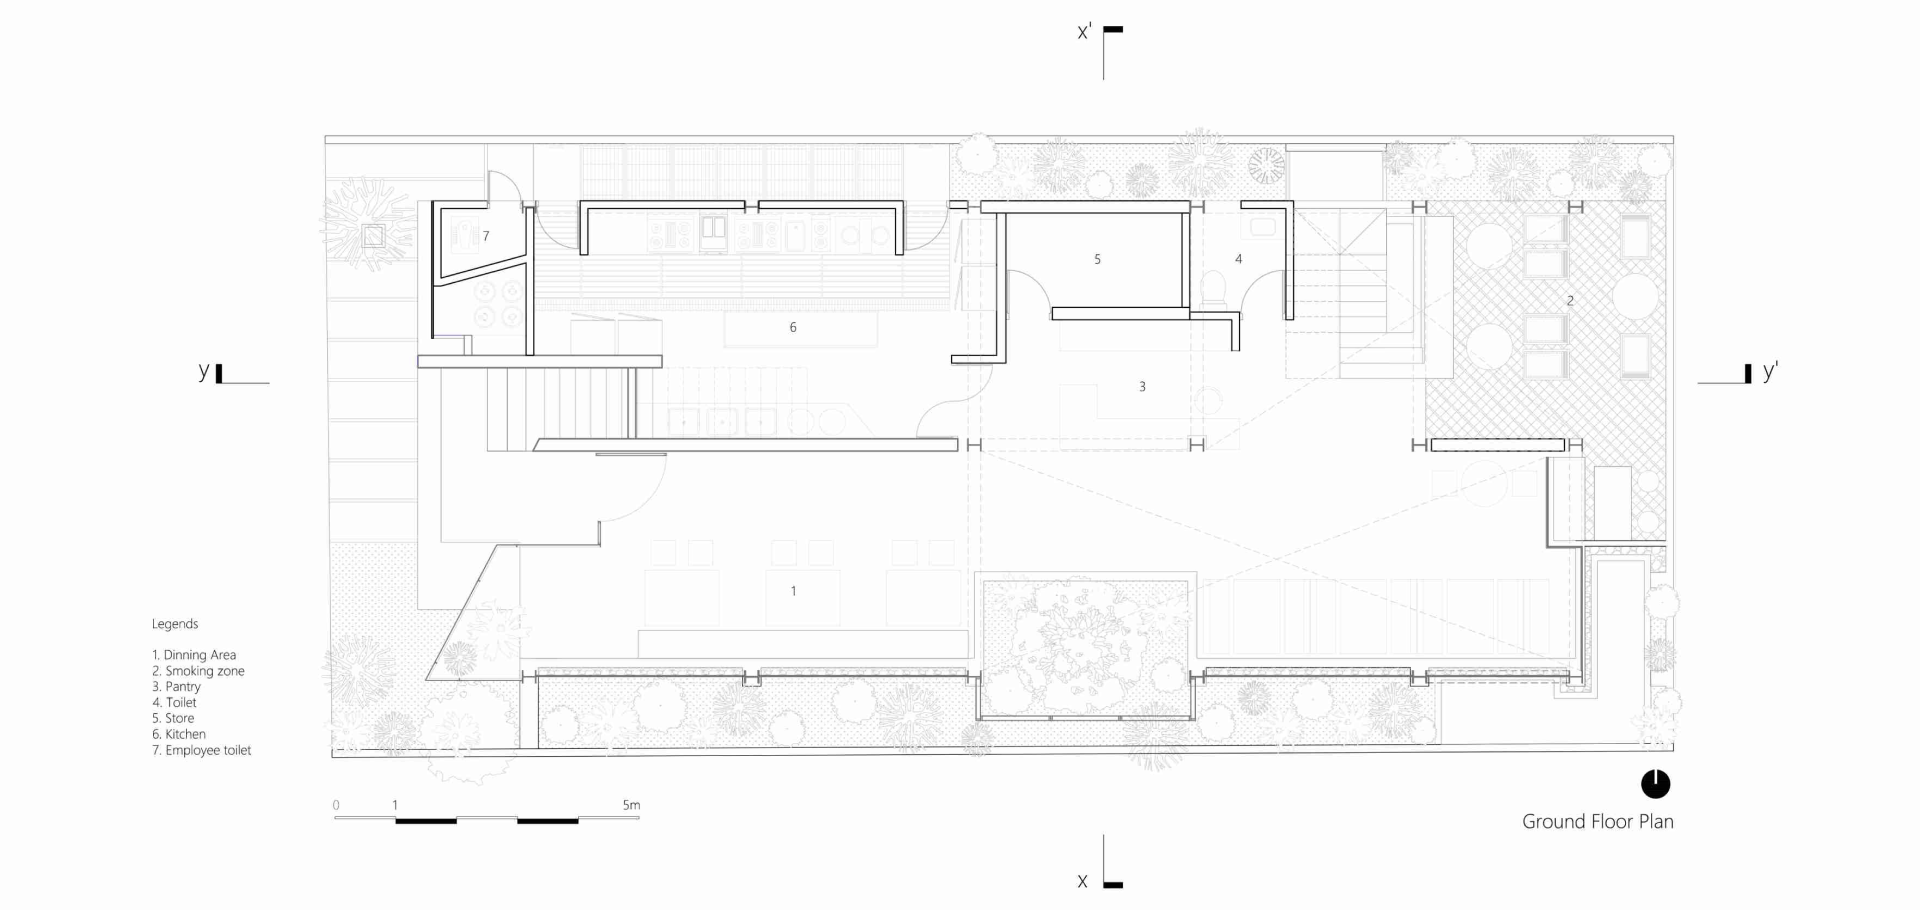 x'
7
5
4
2
6
y
y'
3
1
Legends
1. Dinning Area
2. Smoking zone
3. Pantry
4. Toilet
5. Store
6. Kitchen
7. Employee toilet
0 1 5m
Ground Floor Plan
x